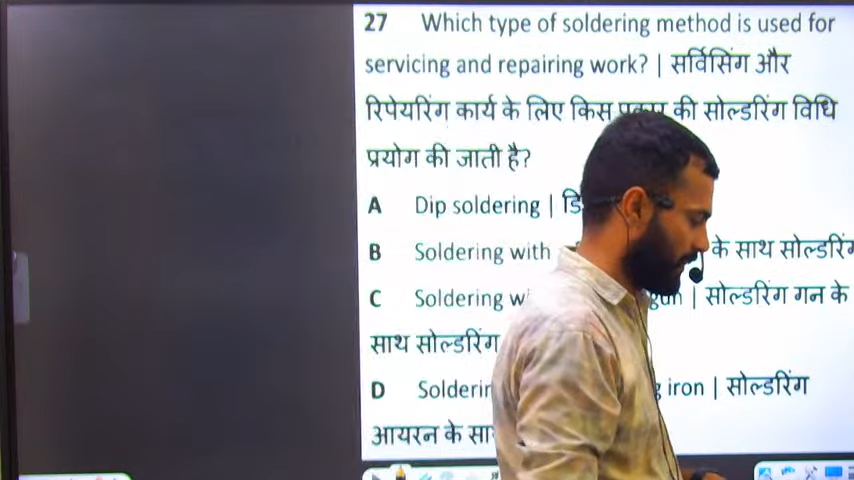 27 Which type of soldering method is used for
servicing and repairing work? | सर्विसिंग और
रिपेयरिंग कार्य के लिए किस प्रकार की सोल्डरिंग विधि
प्रयोग की जाती है?
A Dip soldering |
B Soldering with के साथ सोल्डरिंग
C Soldering gun | सोल्डरिंग गन के
साथ सोल्डरिंग
D iron | सोल्डरिंग
आयरन के